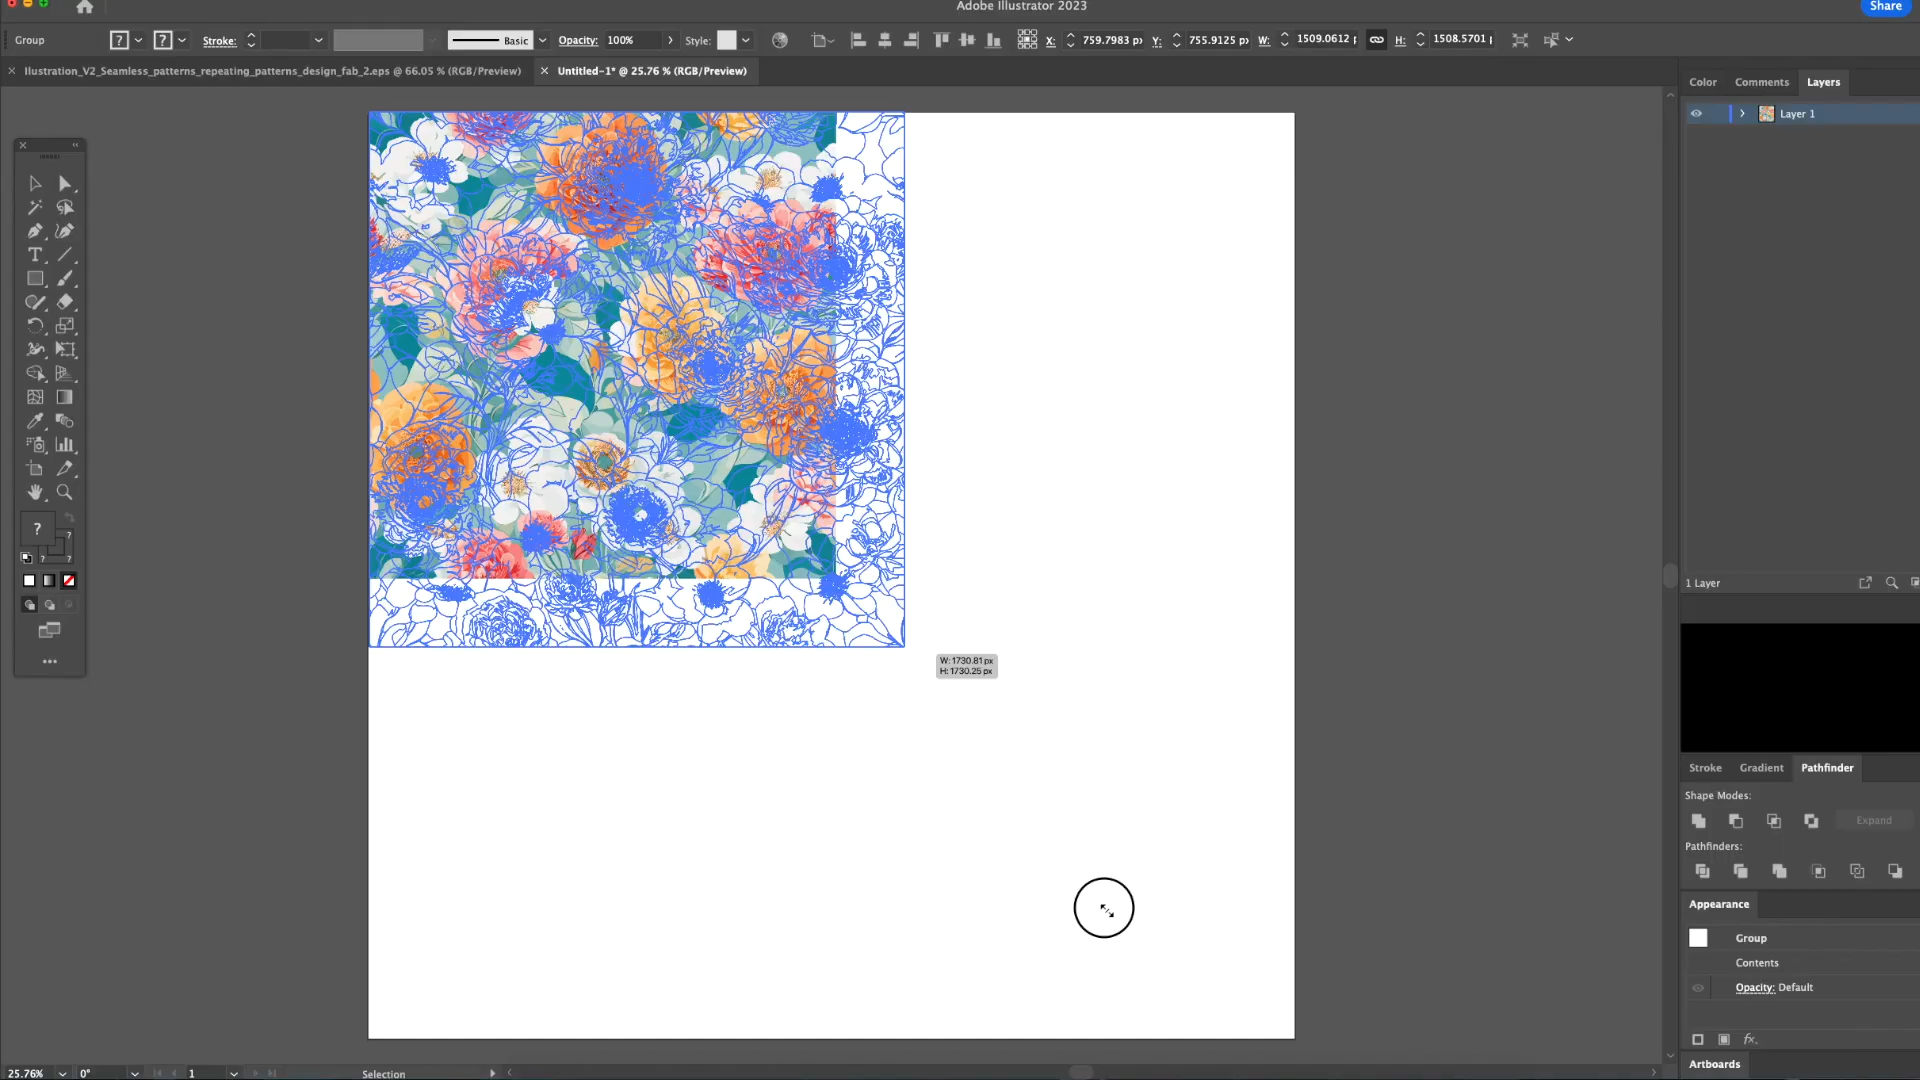 Adobe Illustrator 2023
Share
Group
?
?
Stroke:
Basic
Opacity:
100%
Style:
X:
759.7983 p
Y:
755.9125 p
W:
1509.0612
H:
1508.5701
Ilustration_V2_Seamless_patterns_repeating_patterns_design_fab_2.eps @ 66.05 % (RGB/Preview)
Untitled-1* @ 25.76 % (RGB/Preview)
Color
Comments
Layers
Layer 1
?
?
?
?
W: 1730.81 px
H: 1730.25 px
1 Layer
Stroke
Gradient
Pathfinder
Shape Modes:
Expand
Pathfinders:
Appearance
Group
Contents
Opacity: Default
fx.
Artboards
25.76%
0°
1
Selection